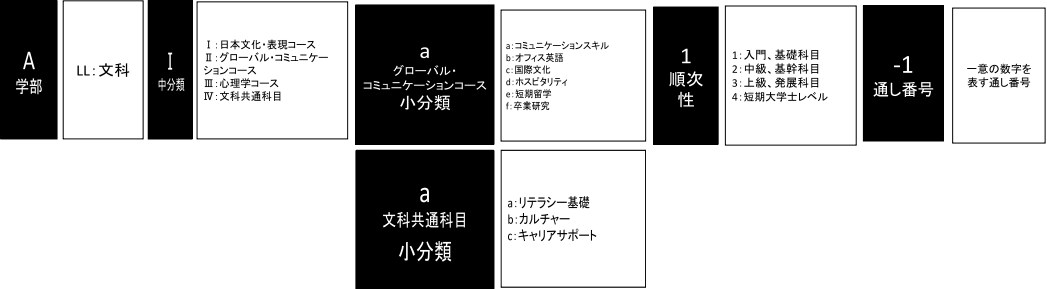 A
学部
LL：文科
Ⅰ
中分類
Ⅰ：日本文化・表現コース
Ⅱ：グローバル・コミュニケー
ションコース
Ⅲ：心理学コース
Ⅳ：文科共通科目
a
グローバル・
コミュニケーションコース
小分類
a：コミュニケーションスキル
b：オフィス英語
c：国際文化
d：ホスピタリティ
e：短期留学
f：卒業研究
1
順次
性
1：入門、基礎科目
2：中級、基幹科目
3：上級、発展科目
4：短期大学士レベル
-1
通し番号
一意の数字を
表す通し番号
a
文科共通科目
小分類
a：リテラシー基礎
b：カルチャー
c：キャリアサポート